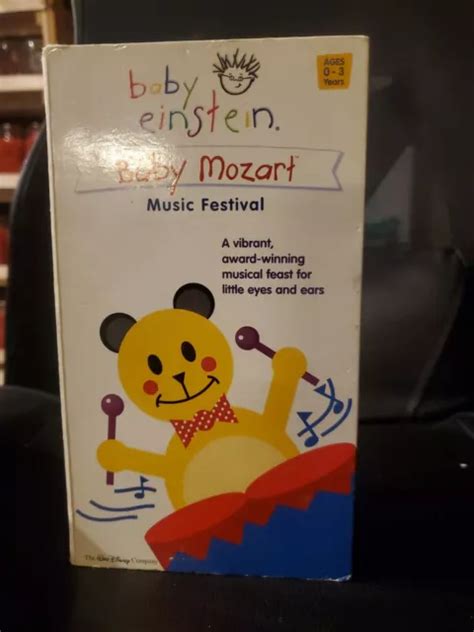 baby
einstein.
AGES
0-3
Years
Baby Mozart
Music Festival
A vibrant,
award-winning
musical feast for
little eyes and ears
The Walt Disney Company